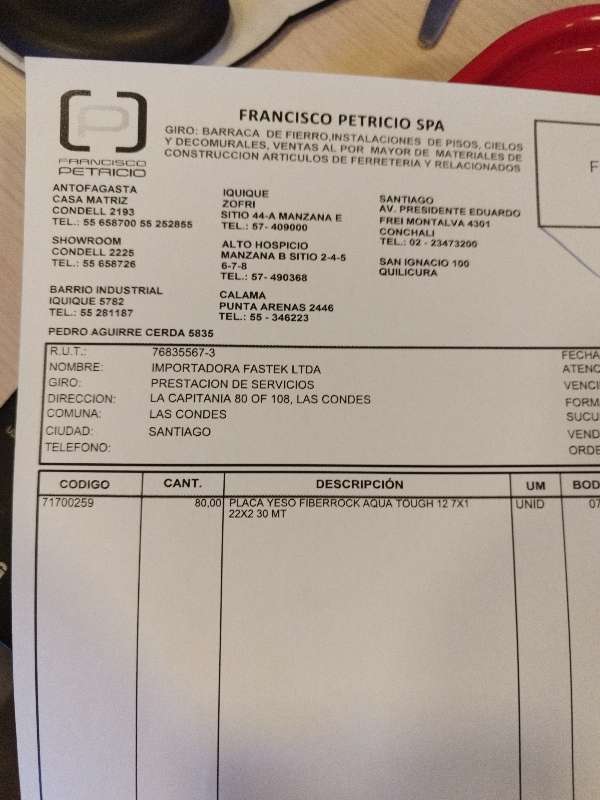 FRANCISCO
PETRICIO
FRANCISCO PETRICIO SPA
GIRO: BARRACA DE FIERRO,INSTALACIONES DE PISOS, CIELOS
Y DECOMURALES, VENTAS AL POR MAYOR DE MATERIALES DE
CONSTRUCCION ARTICULOS DE FERRETERIA Y RELACIONADOS
F
ANTOFAGASTA
CASA MATRIZ
CONDELL 2193
TEL.: 55 658700 55 252855
SHOWROOM
CONDELL 2225
TEL.: 55 658726
BARRIO INDUSTRIAL
IQUIQUE 5782
TEL.: 55 281187
PEDRO AGUIRRE CERDA 5835
IQUIQUE
ZOFRI
SITIO 44-A MANZANA E
TEL.: 57- 409000
ALTO HOSPICIO
MANZANA B SITIO 2-4-5
6-7-8
TEL.: 57- 490368
CALAMA
PUNTA ARENAS 2446
TEL.: 55 - 346223
SANTIAGO
AV. PRESIDENTE EDUARDO
FREI MONTALVA 4301
CONCHALI
TEL.: 02 - 23473200
SAN IGNACIO 100
QUILICURA
R.U.T.: 76835567-3
NOMBRE: IMPORTADORA FASTEK LTDA
GIRO: PRESTACION DE SERVICIOS
DIRECCION: LA CAPITANIA 80 OF 108, LAS CONDES
COMUNA: LAS CONDES
CIUDAD: SANTIAGO
TELEFONO:
FECHA
ATENC
VENCI
FORM
SUCU
VEND
ORDE
CODIGO CANT. DESCRIPCIÓN UM BOD
71700259 80,00 PLACA YESO FIBERROCK AQUA TOUGH 12 7X1 UNID 07
22X2 30 MT